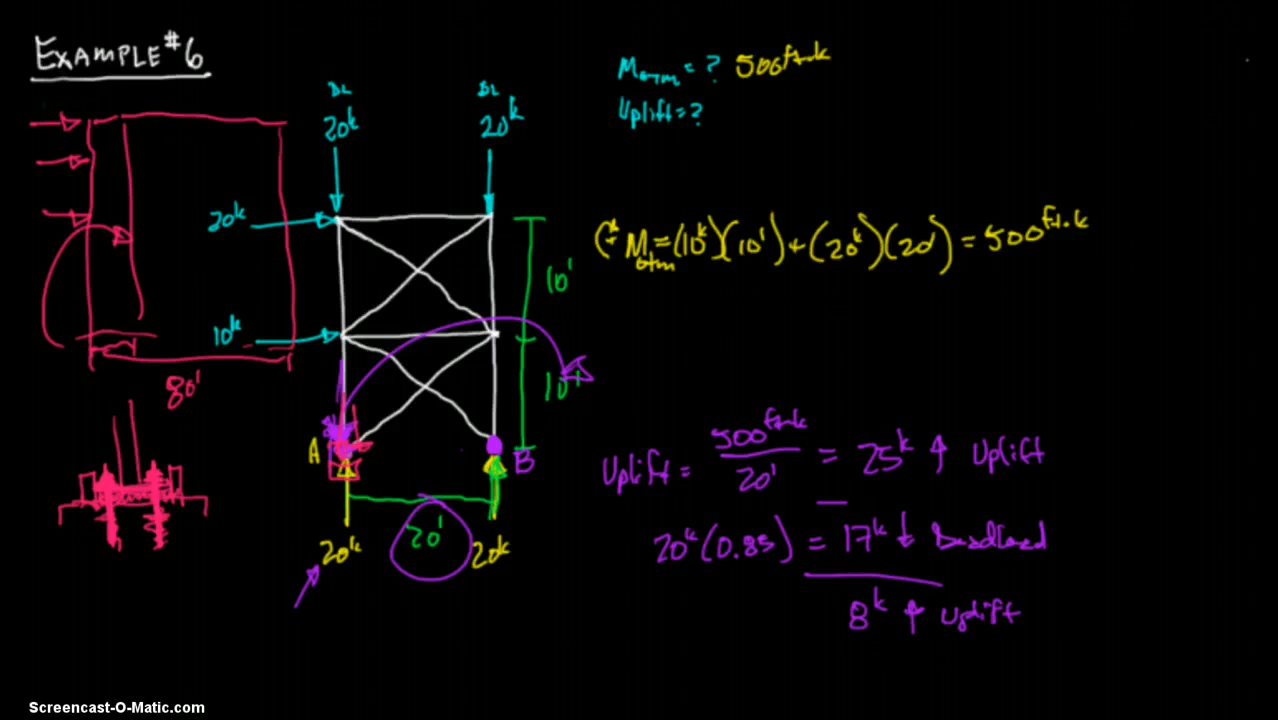 EXAMPLE #6
M_OTM = ? 500 ft·k
Uplift = ?
DL DL
20k 20k
20k
(+ M_OTM = (10k)(10') + (20k)(20') = 500 ft·k
10'
10k
10'
80'
A B
Uplift = 500 ft·k / 20' = 25k ↑ Uplift
20k 20' 20k
20k (0.85) = 17k ↓ Deadload
8k ↑ Uplift
Screencast-O-Matic.com